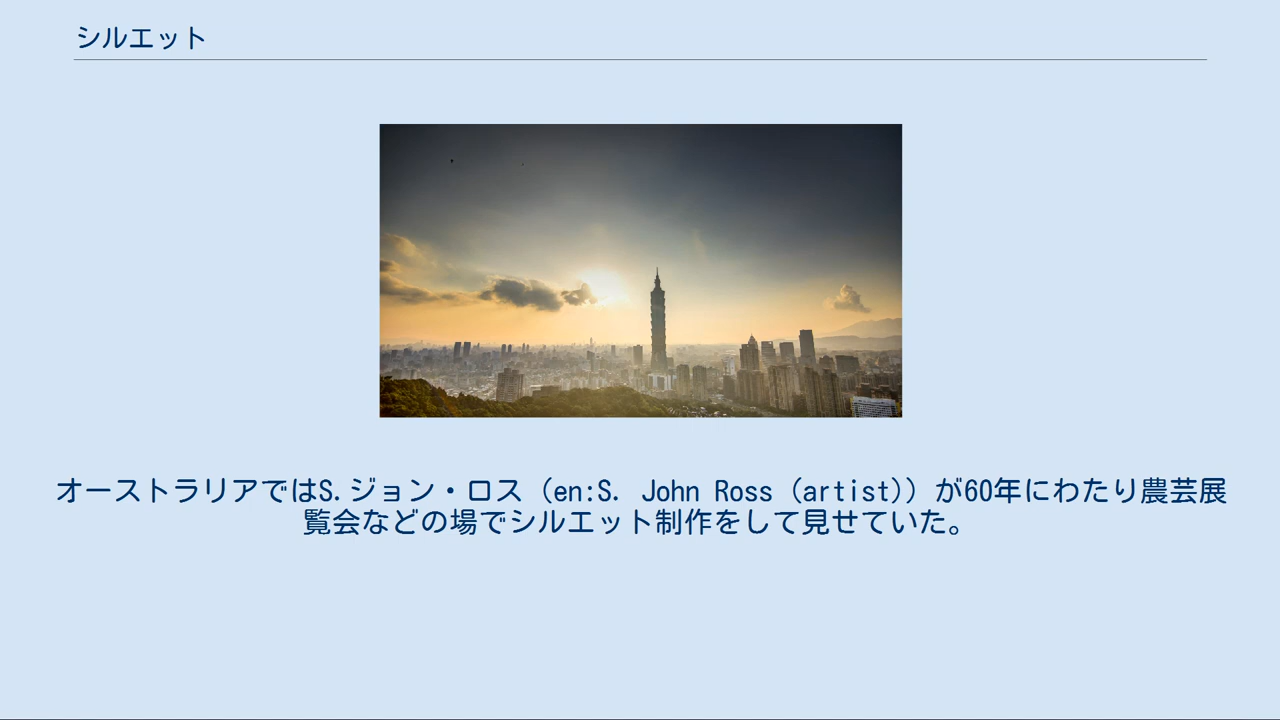 シルエット
オーストラリアではS.ジョン・ロス（en:S. John Ross (artist)）が60年にわたり農芸展
覧会などの場でシルエット制作をして見せていた。